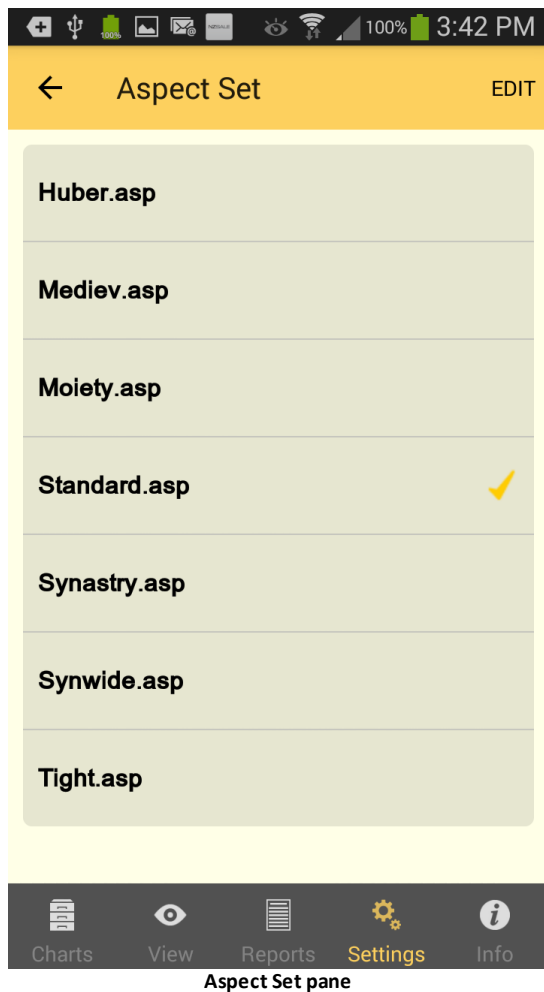 100% 3:42 PM
Aspect Set EDIT
Huber.asp
Mediev.asp
Moiety.asp
Standard.asp
Synastry.asp
Synwide.asp
Tight.asp
Charts View Reports Settings Info
Aspect Set pane